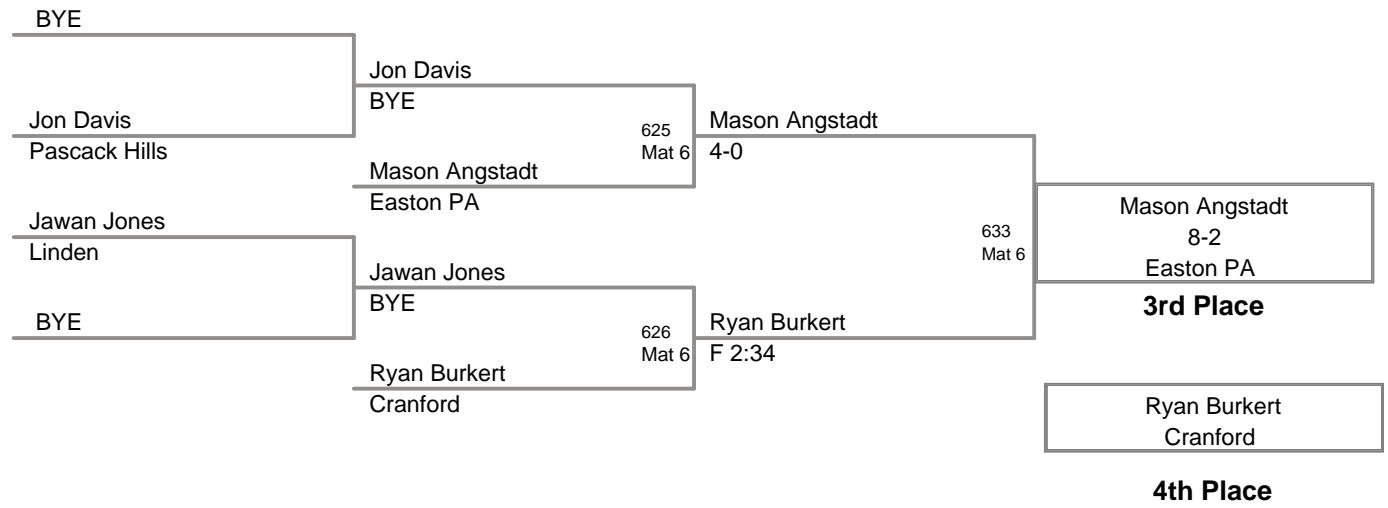 BYE
Jon Davis
BYE
Jon Davis
Pascack Hills
625
Mat 6
Mason Angstadt
4-0
Mason Angstadt
Easton PA
Jawan Jones
Linden
633
Mat 6
Mason Angstadt
8-2
Easton PA
3rd Place
Jawan Jones
BYE
BYE
626
Mat 6
Ryan Burkert
F 2:34
Ryan Burkert
Cranford
Ryan Burkert
Cranford
4th Place